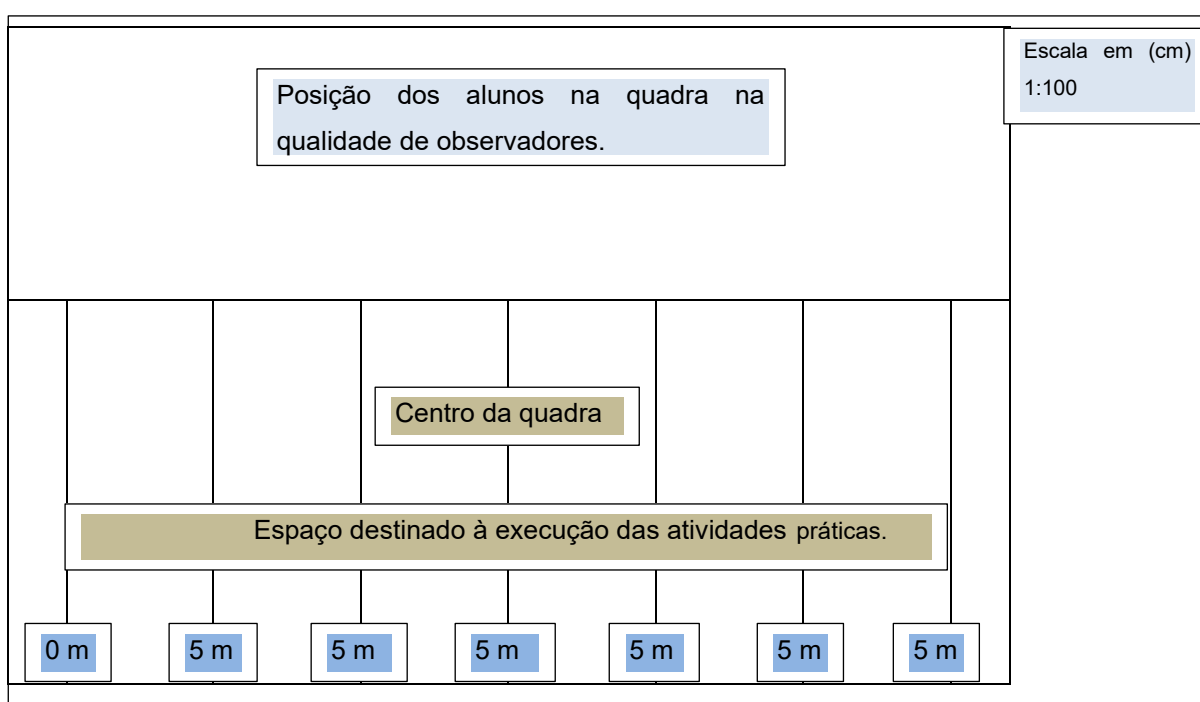 Escala em (cm)
1:100
Posição dos alunos na quadra na
qualidade de observadores.
Centro da quadra
Espaço destinado à execução das atividades práticas.
0 m
5 m
5 m
5 m
5 m
5 m
5 m